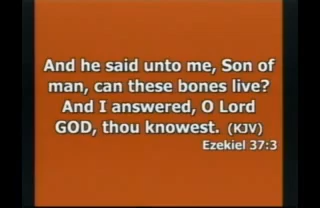 And he said unto me, Son of
man, can these bones live?
And I answered, O Lord
GOD, thou knowest. (KJV)
Ezekiel 37:3